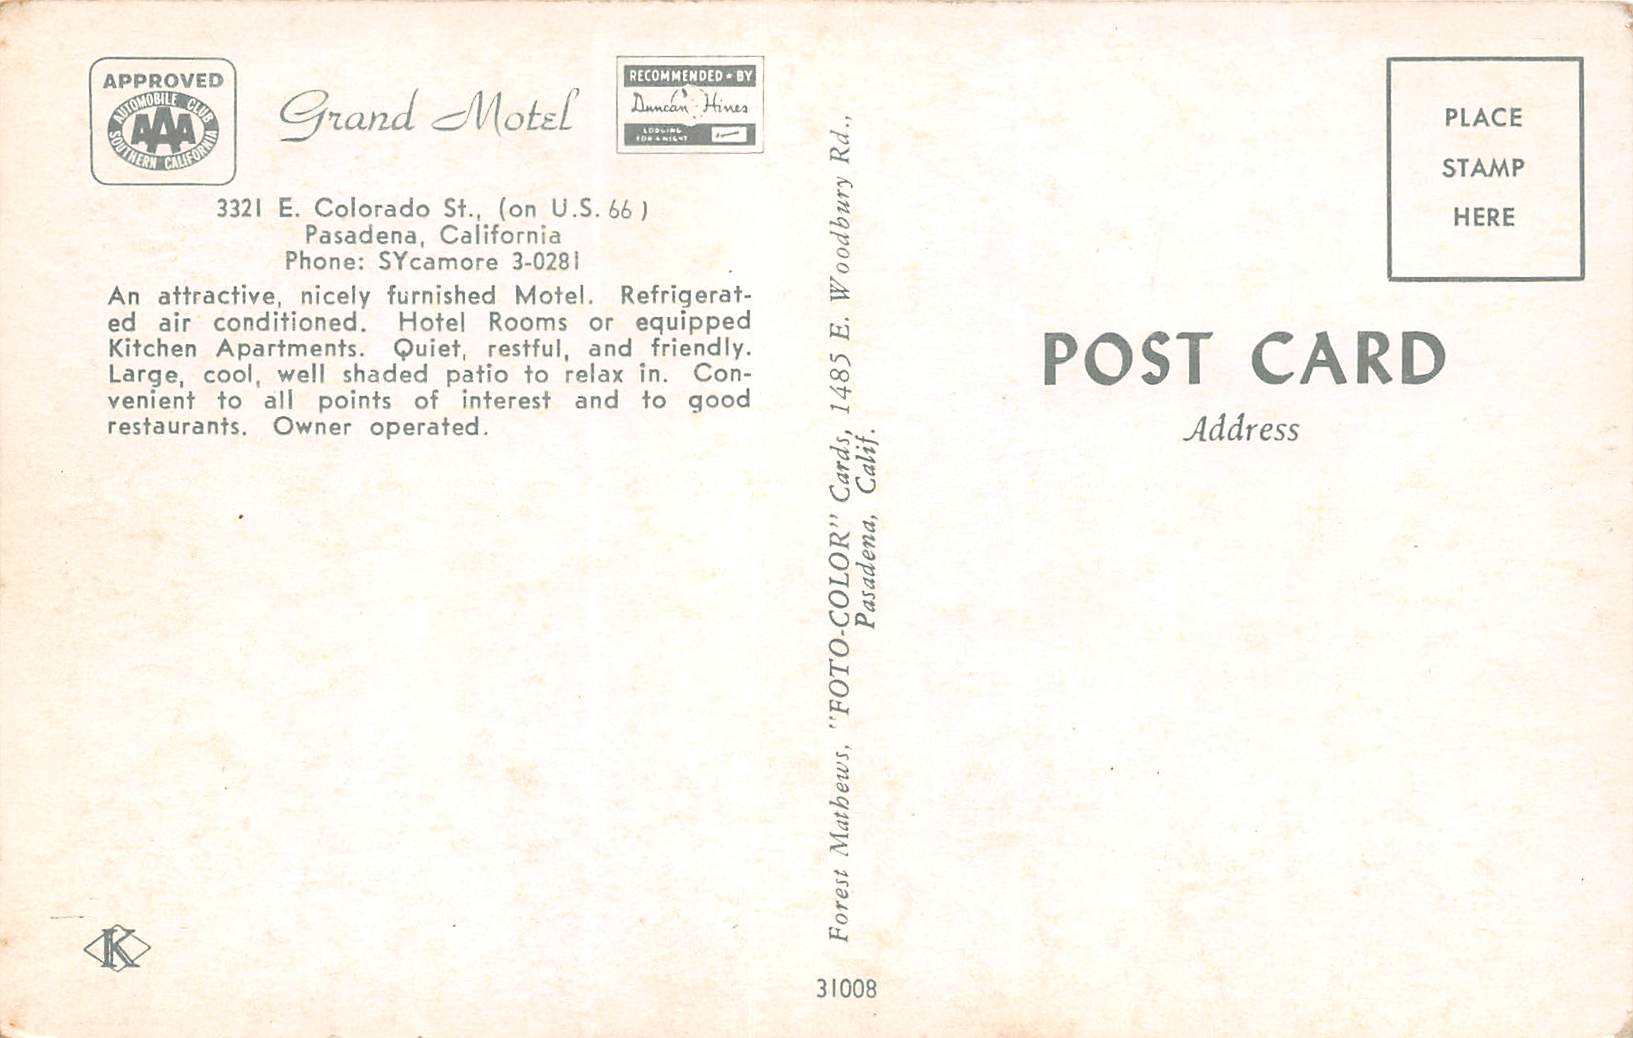 APPROVED
AUTOMOBILE CLUB
AAA
SOUTHERN CALIFORNIA
Grand Motel
RECOMMENDED • BY
Duncan Hines
LODGING
FOR A NIGHT
3321 E. Colorado St., (on U.S. 66)
Pasadena, California
Phone: SYcamore 3-0281
An attractive, nicely furnished Motel. Refrigerat-
ed air conditioned. Hotel Rooms or equipped
Kitchen Apartments. Quiet, restful, and friendly.
Large, cool, well shaded patio to relax in. Con-
venient to all points of interest and to good
restaurants. Owner operated.
K
Forest Mathews, "FOTO-COLOR" Cards, 1485 E. Woodbury Rd.,
Pasadena, Calif.
31008
PLACE
STAMP
HERE
POST CARD
Address